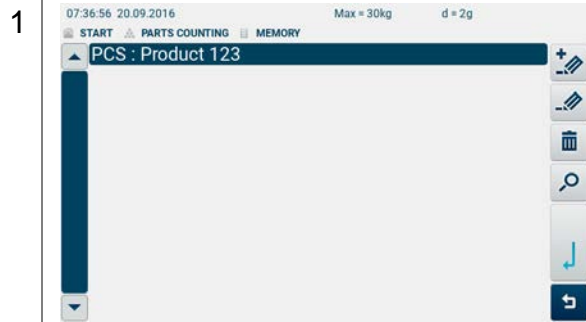 1
07:36:56 20.09.2016 Max = 30kg d = 2g
START PARTS COUNTING MEMORY
PCS : Product 123